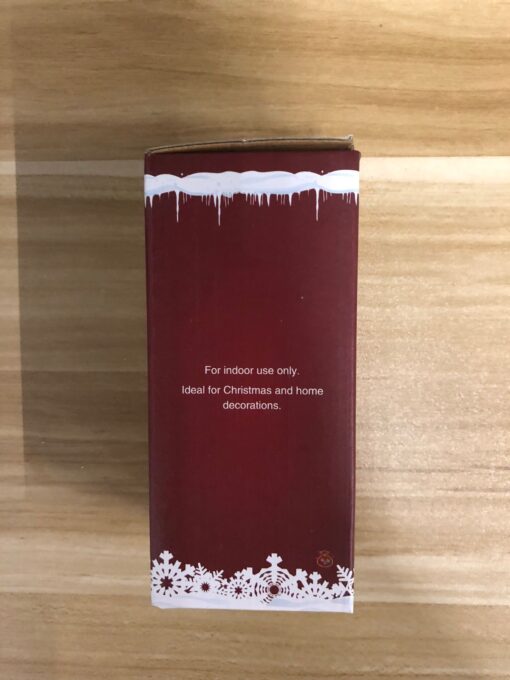 For indoor use only.
Ideal for Christmas and home
decorations.